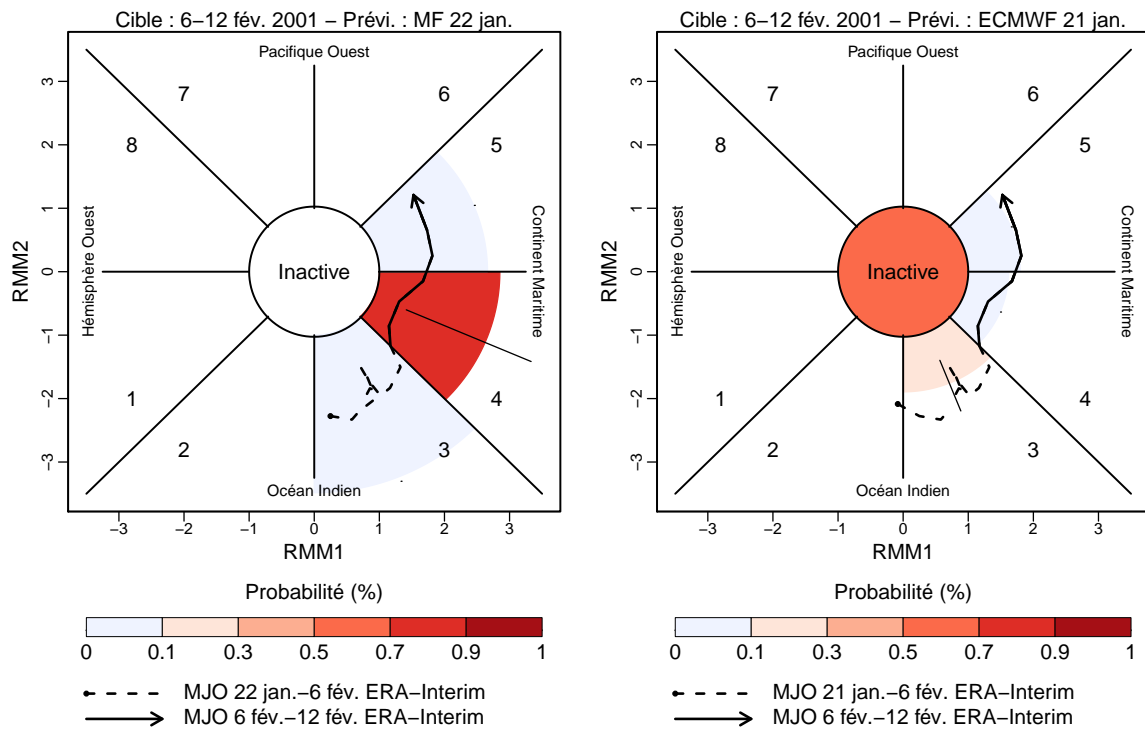 Cible : 6−12 fév. 2001 − Prévi. : MF 22 jan.
Pacifique Ouest
7
6
8
5
Hémisphère Ouest
Inactive
Continent Maritime
1
4
2
3
Océan Indien
RMM2
−3 −2 −1 0 1 2 3
−3 −2 −1 0 1 2 3
RMM1
Probabilité (%)
0 0.1 0.3 0.5 0.7 0.9 1
MJO 22 jan.−6 fév. ERA−Interim
MJO 6 fév.−12 fév. ERA−Interim
Cible : 6−12 fév. 2001 − Prévi. : ECMWF 21 jan.
Pacifique Ouest
7
6
8
5
Hémisphère Ouest
Inactive
Continent Maritime
1
4
2
3
Océan Indien
RMM2
−3 −2 −1 0 1 2 3
−3 −2 −1 0 1 2 3
RMM1
Probabilité (%)
0 0.1 0.3 0.5 0.7 0.9 1
MJO 21 jan.−6 fév. ERA−Interim
MJO 6 fév.−12 fév. ERA−Interim